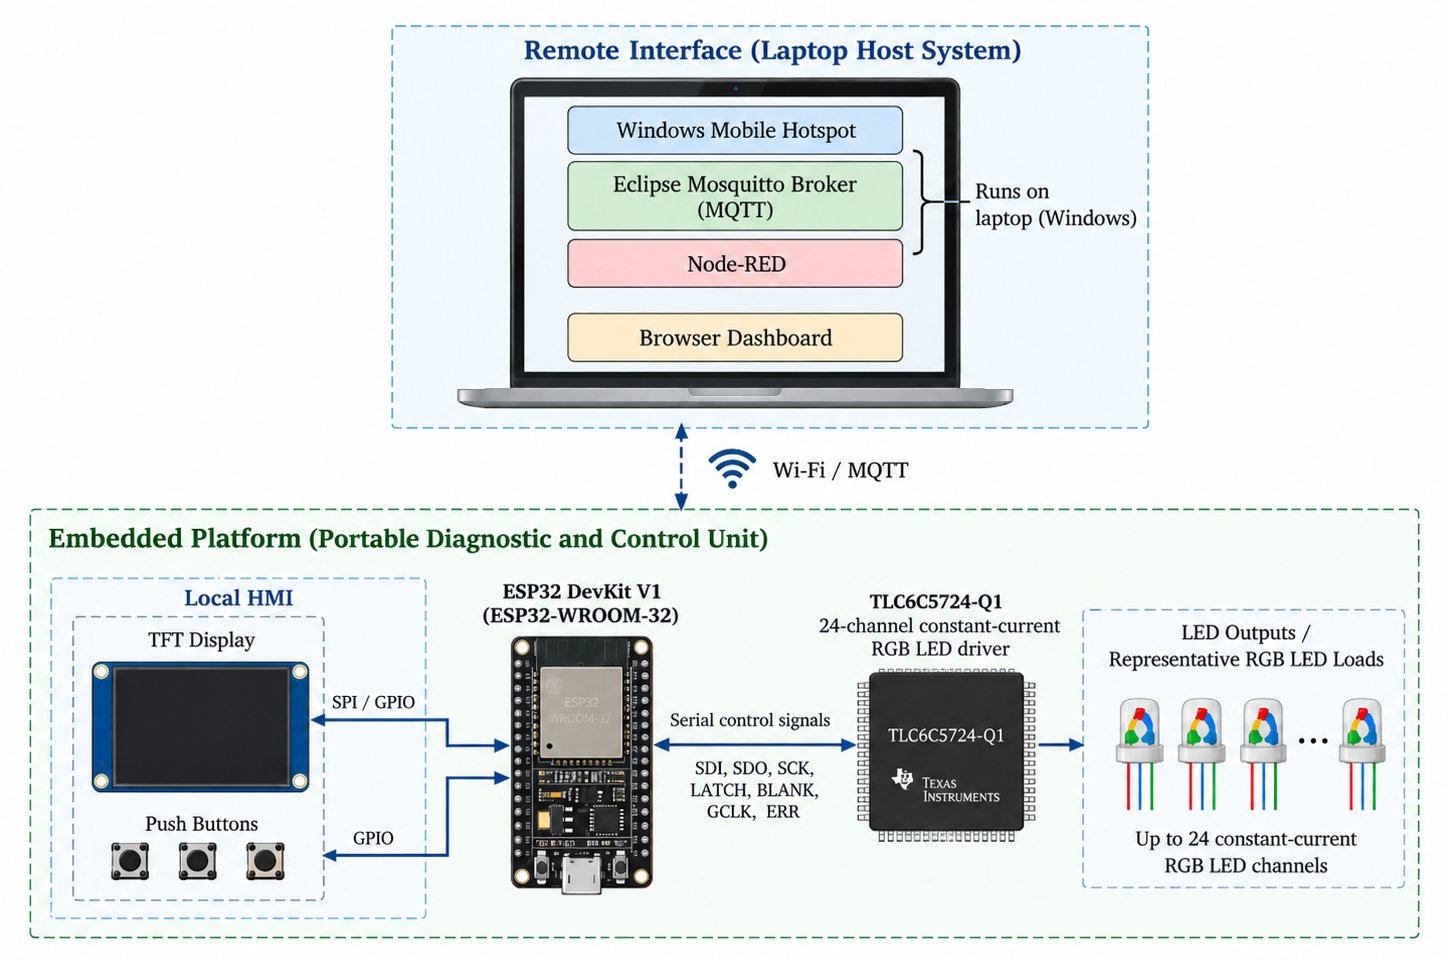 Remote Interface (Laptop Host System)
Windows Mobile Hotspot
Eclipse Mosquitto Broker
(MQTT)
Node-RED
Browser Dashboard
Runs on
laptop (Windows)
Wi-Fi / MQTT
Embedded Platform (Portable Diagnostic and Control Unit)
Local HMI
TFT Display
SPI / GPIO
Push Buttons
GPIO
ESP32 DevKit V1
(ESP32-WROOM-32)
ESP32
WROOM-32
Serial control signals
SDI, SDO, SCK,
LATCH, BLANK,
GCLK, ERR
TLC6C5724-Q1
24-channel constant-current
RGB LED driver
TLC6C5724-Q1
TEXAS
INSTRUMENTS
LED Outputs /
Representative RGB LED Loads
...
Up to 24 constant-current
RGB LED channels